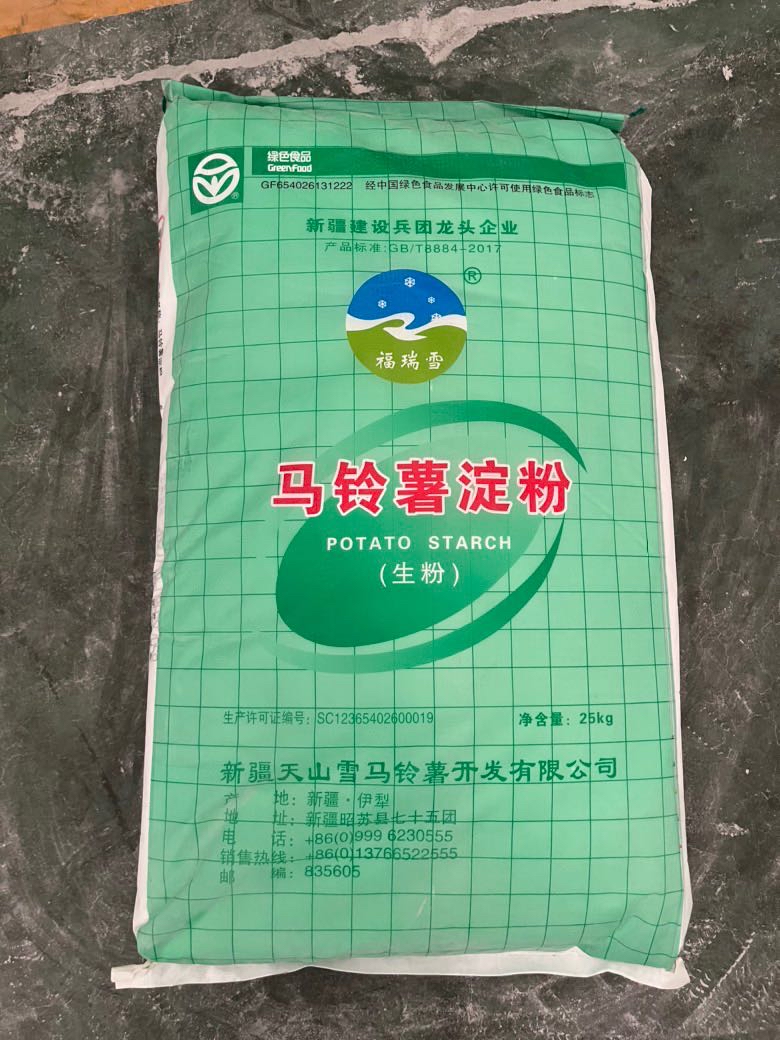 绿色食品
GreenFood
GF654026131222 经中国绿色食品发展中心许可使用绿色食品标志
新疆建设兵团龙头企业
产品标准:GB/T8884-2017
®
福瑞雪
马铃薯淀粉
POTATO STARCH
(生粉)
生产许可证编号: SC12365402600019 净含量: 25kg
新疆天山雪马铃薯开发有限公司
产 地: 新疆·伊犁
地 址: 新疆昭苏县七十五团
电 话: +86(0)999 6230555
销售热线: +86(0)13766522555
邮 编: 835605